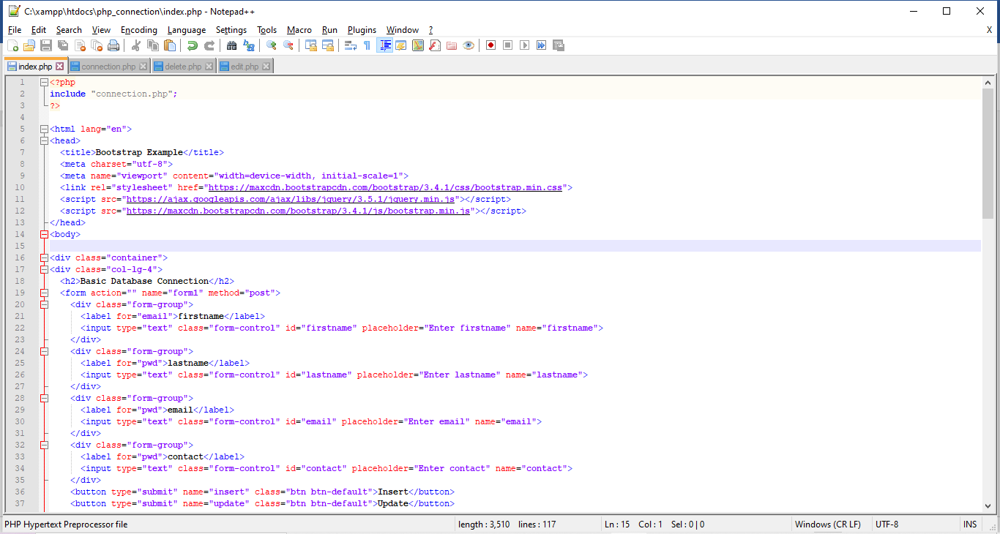 C:\xampp\htdocs\php_connection\index.php - Notepad++
File Edit Search View Encoding Language Settings Tools Macro Run Plugins Window ? X
index.php connection.php delete.php edit.php
1 <?php
2 include "connection.php";
3 ?>
4
5 <html lang="en">
6 <head>
7 <title>Bootstrap Example</title>
8 <meta charset="utf-8">
9 <meta name="viewport" content="width=device-width, initial-scale=1">
10 <link rel="stylesheet" href="https://maxcdn.bootstrapcdn.com/bootstrap/3.4.1/css/bootstrap.min.css">
11 <script src="https://ajax.googleapis.com/ajax/libs/jquery/3.5.1/jquery.min.js"></script>
12 <script src="https://maxcdn.bootstrapcdn.com/bootstrap/3.4.1/js/bootstrap.min.js"></script>
13 </head>
14 <body>
15
16 <div class="container">
17 <div class="col-lg-4">
18 <h2>Basic Database Connection</h2>
19 <form action="" name="form1" method="post">
20 <div class="form-group">
21 <label for="email">firstname</label>
22 <input type="text" class="form-control" id="firstname" placeholder="Enter firstname" name="firstname">
23 </div>
24 <div class="form-group">
25 <label for="pwd">lastname</label>
26 <input type="text" class="form-control" id="lastname" placeholder="Enter lastname" name="lastname">
27 </div>
28 <div class="form-group">
29 <label for="pwd">email</label>
30 <input type="text" class="form-control" id="email" placeholder="Enter email" name="email">
31 </div>
32 <div class="form-group">
33 <label for="pwd">contact</label>
34 <input type="text" class="form-control" id="contact" placeholder="Enter contact" name="contact">
35 </div>
36 <button type="submit" name="insert" class="btn btn-default">Insert</button>
37 <button type="submit" name="update" class="btn btn-default">Update</button>
PHP Hypertext Preprocessor file length : 3,510 lines : 117 Ln : 15 Col : 1 Sel : 0 | 0 Windows (CR LF) UTF-8 INS